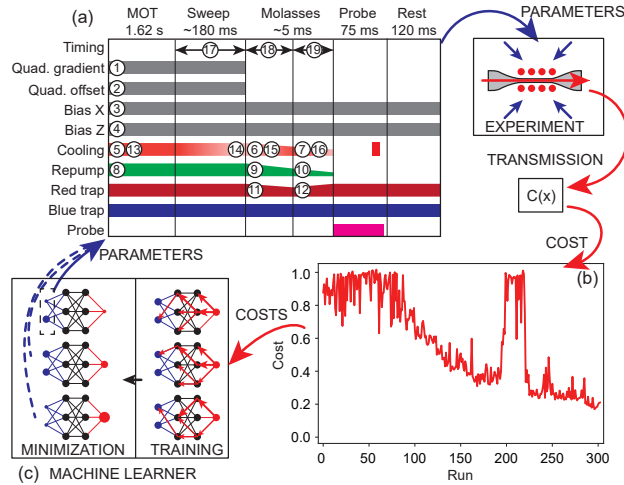 (a)
MOT Sweep Molasses Probe Rest
1.62 s ~180 ms ~5 ms 75 ms 120 ms
PARAMETERS
Timing 17 18 19
Quad. gradient 1
Quad. offset 2
Bias X 3
Bias Z 4
Cooling 5 13 14 6 15 7 16
Repump 8 9 10
Red trap 11 12
Blue trap
Probe
EXPERIMENT
TRANSMISSION
C(x)
COST
PARAMETERS
(b)
COSTS
Cost
1.0
0.8
0.6
0.4
0.2
0.0
0 50 100 150 200 250 300
Run
MINIMIZATION TRAINING
(c) MACHINE LEARNER